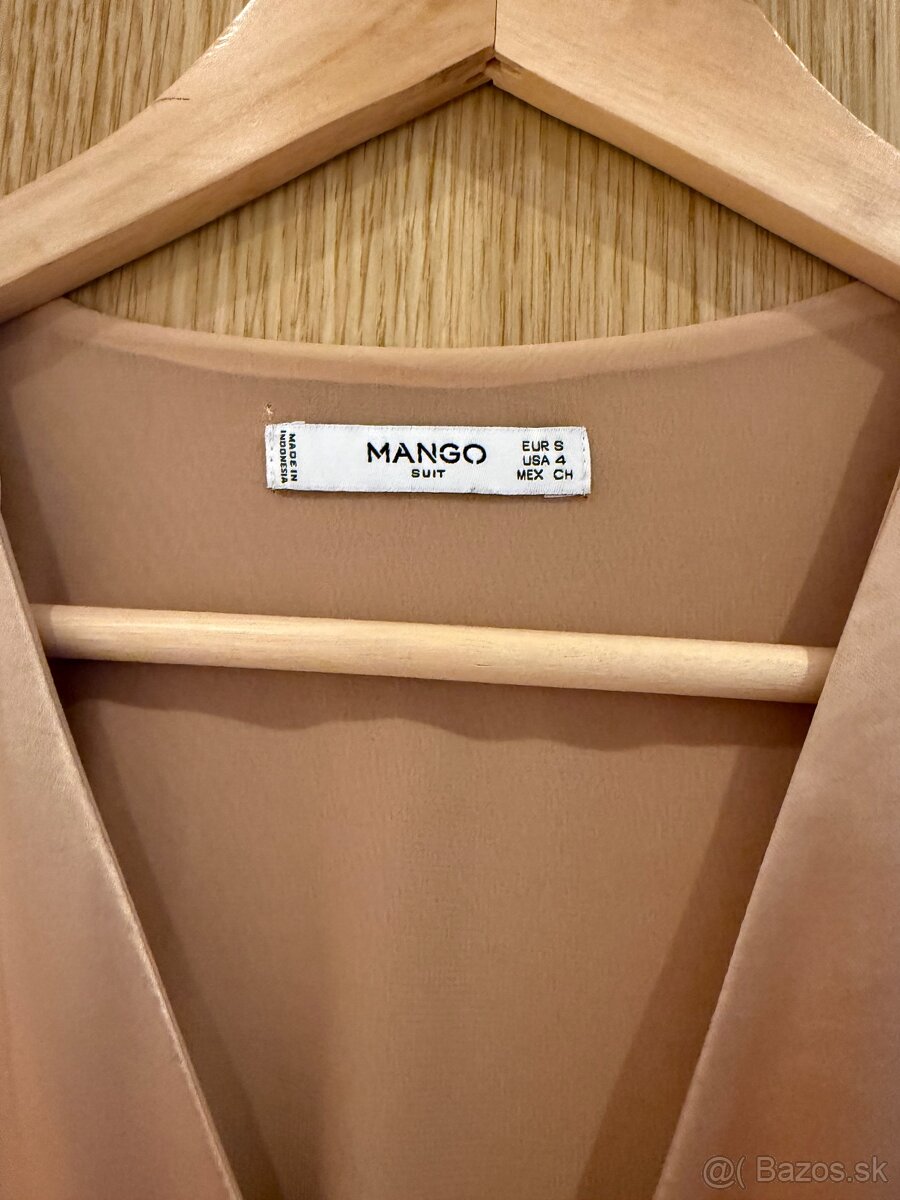 MADE IN
INDONESIA
MANGO
SUIT
EUR S
USA 4
MEX CH
@( Bazos.sk